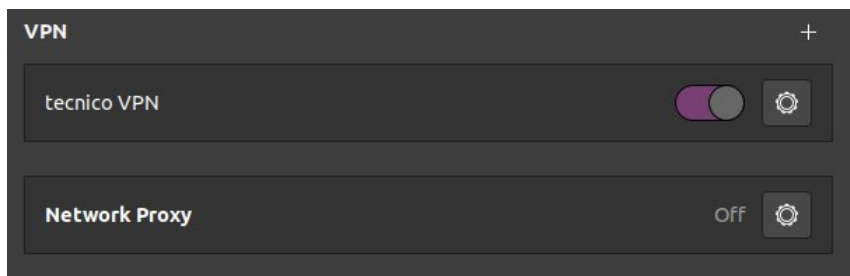 VPN +
tecnico VPN
Network Proxy Off